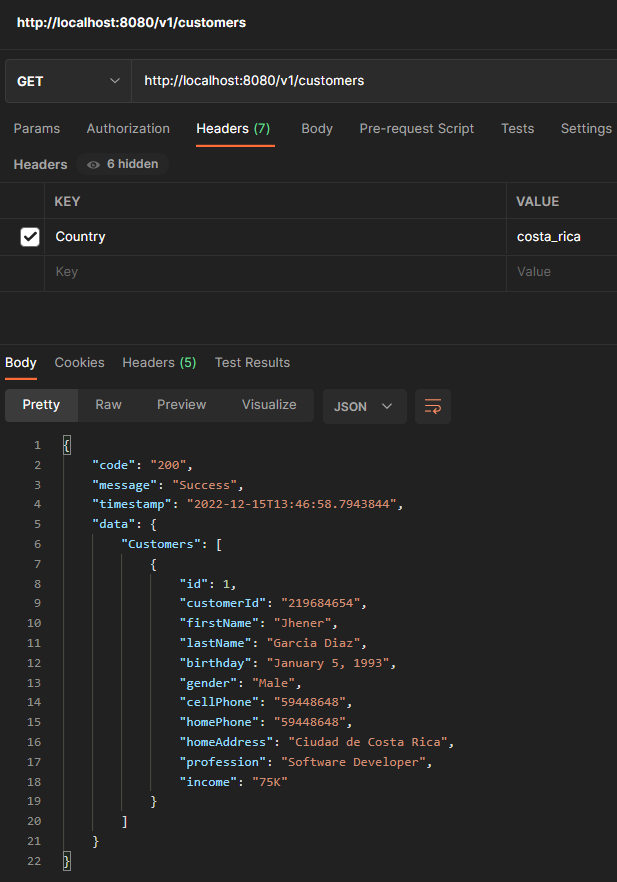 http://localhost:8080/v1/customers
GET http://localhost:8080/v1/customers
Params Authorization Headers (7) Body Pre-request Script Tests Settings
Headers 6 hidden
KEY VALUE
Country costa_rica
Key Value
Body Cookies Headers (5) Test Results
Pretty Raw Preview Visualize JSON
1 {
2 "code": "200",
3 "message": "Success",
4 "timestamp": "2022-12-15T13:46:58.7943844",
5 "data": {
6 "Customers": [
7 {
8 "id": 1,
9 "customerId": "219684654",
10 "firstName": "Jhener",
11 "lastName": "Garcia Diaz",
12 "birthday": "January 5, 1993",
13 "gender": "Male",
14 "cellPhone": "59448648",
15 "homePhone": "59448648",
16 "homeAddress": "Ciudad de Costa Rica",
17 "profession": "Software Developer",
18 "income": "75K"
19 }
20 ]
21 }
22 }